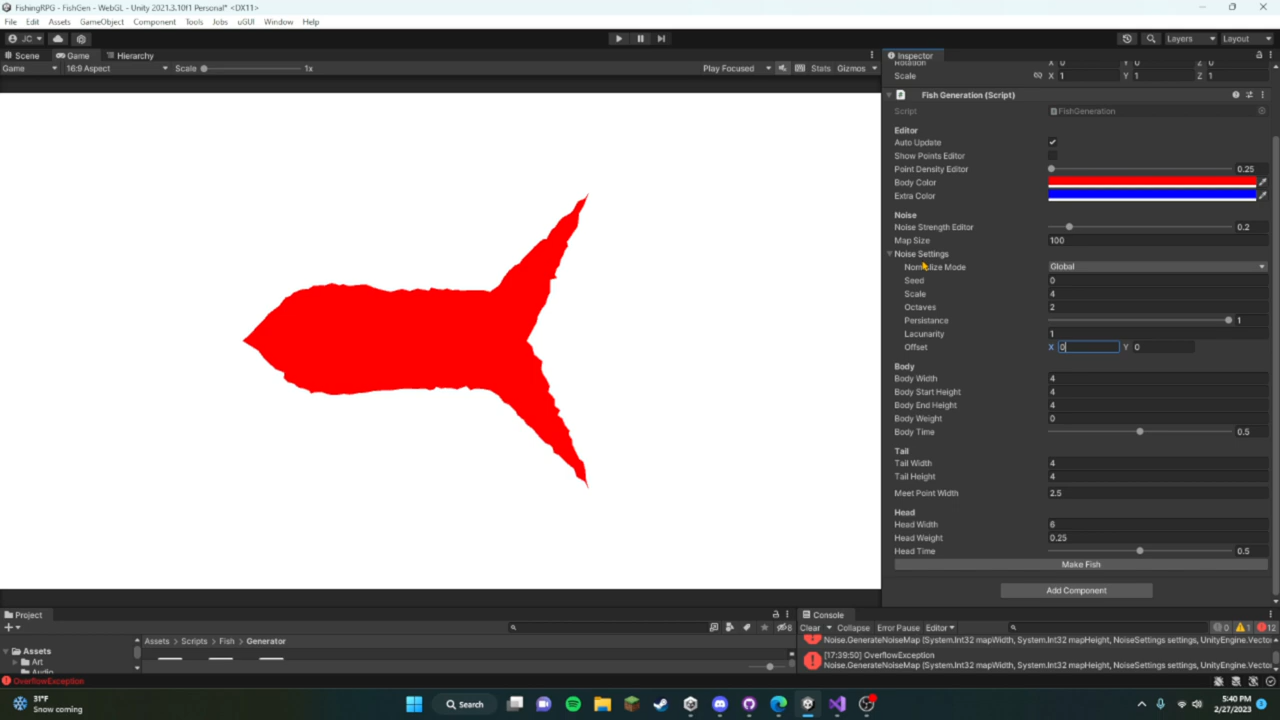 FishingRPG - FishGen - WebGL - Unity 2021.3.10f1 Personal* <DX11>
File Edit Assets GameObject Component Tools Jobs uGUI Window Help
JC Layers Layout
Scene Game Hierarchy Inspector
Game 16:9 Aspect Scale 1x Play Focused Stats Gizmos
Rotation X 0 Y 0 Z 0
Scale X 1 Y 1 Z 1
Fish Generation (Script)
Script FishGeneration
Editor
Auto Update
Show Points Editor
Point Density Editor 0.25
Body Color
Extra Color
Noise
Noise Strength Editor 0.2
Map Size 100
Noise Settings
Normalize Mode Global
Seed 0
Scale 4
Octaves 2
Persistance 1
Lacunarity 1
Offset X 0 Y 0
Body
Body Width 4
Body Start Height 4
Body End Height 4
Body Weight 0
Body Time 0.5
Tail
Tail Width 4
Tail Height 4
Meet Point Width 2.5
Head
Head Width 6
Head Weight 0.25
Head Time 0.5
Make Fish
Add Component
Project
8
Assets
Art
Audio
Assets > Scripts > Fish > Generator
Console
Clear Collapse Error Pause Editor 0 1 12
Noise.GenerateNoiseMap (System.Int32 mapWidth, System.Int32 mapHeight, NoiseSettings settings, UnityEngine.Vector
[17:39:50] OverflowException
Noise.GenerateNoiseMap (System.Int32 mapWidth, System.Int32 mapHeight, NoiseSettings settings, UnityEngine.Vector
OverflowException
31°F
Snow coming
Search
5:40 PM
2/27/2023